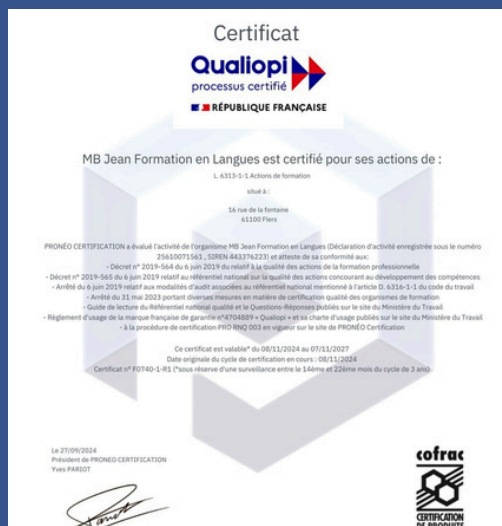 Certificat
Qualiopi
processus certifié
RÉPUBLIQUE FRANÇAISE
MB Jean Formation en Langues est certifié pour ses actions de :
L. 6313-1-1 Actions de formation
situé à :
16 rue de la fontaine
61100 Flers
PRONÉO CERTIFICATION a évalué l'activité de l'organisme MB Jean Formation en Langues (Déclaration d'activité enregistrée sous le numéro
25610071561 , SIREN 443376223) et atteste de sa conformité aux:
- Décret n° 2019-564 du 6 juin 2019 du relatif à la qualité des actions de la formation professionnelle
- Décret n° 2019-565 du 6 juin 2019 relatif au référentiel national sur la qualité des actions concourant au développement des compétences
- Arrêté du 6 juin 2019 relatif aux modalités d'audit associées au référentiel national mentionné à l'article D. 6316-1-1 du code du travail
- Arrêté du 31 mai 2023 portant diverses mesures en matière de certification qualité des organismes de formation
- Guide de lecture du Référentiel national qualité et le Questions-Réponses publiés sur le site du Ministère du Travail
- Règlement d'usage de la marque française de garantie n°4704889 « Qualiopi » et sa charte d'usage publiés sur le site du Ministère du Travail
- à la procédure de certification PRO RNQ 003 en vigueur sur le site de PRONÉO Certification
Ce certificat est valable* du 08/11/2024 au 07/11/2027
Date originale du cycle de certification en cours : 08/11/2024
Certificat n° F0740-1-R1 (*sous réserve d'une surveillance entre le 14ème et 22ème mois du cycle de 3 ans)
Le 27/09/2024
Président de PRONEO CERTIFICATION
Yves PARIOT
cofrac
CERTIFICATION
DE PRODUITS